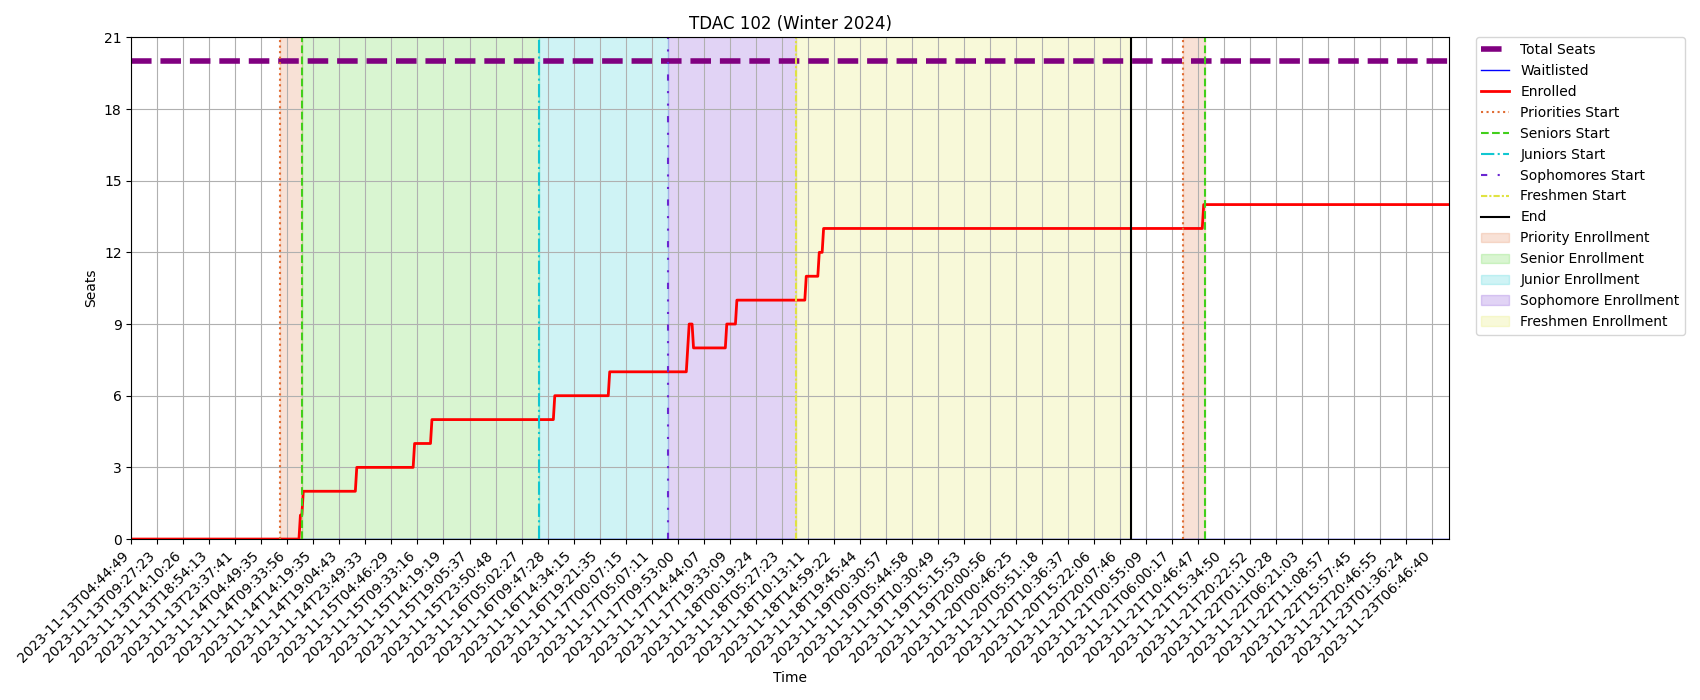 TDAC 102 (Winter 2024)
21
18
15
12
9
6
3
0
Seats
2023-11-13T04:44:49
2023-11-13T09:27:23
2023-11-13T14:10:26
2023-11-13T18:54:13
2023-11-13T23:37:41
2023-11-14T04:49:35
2023-11-14T09:33:56
2023-11-14T14:19:35
2023-11-14T19:04:43
2023-11-14T23:49:33
2023-11-15T04:46:29
2023-11-15T09:33:16
2023-11-15T14:19:19
2023-11-15T19:05:37
2023-11-15T23:50:48
2023-11-16T05:02:27
2023-11-16T09:47:28
2023-11-16T14:34:15
2023-11-16T19:21:35
2023-11-17T00:07:15
2023-11-17T05:07:11
2023-11-17T09:53:00
2023-11-17T14:44:07
2023-11-17T19:33:09
2023-11-18T00:19:24
2023-11-18T05:27:23
2023-11-18T10:13:11
2023-11-18T14:59:22
2023-11-18T19:45:44
2023-11-19T00:30:57
2023-11-19T05:44:58
2023-11-19T10:30:49
2023-11-19T15:15:53
2023-11-19T20:00:56
2023-11-20T00:46:25
2023-11-20T05:51:18
2023-11-20T10:36:37
2023-11-20T15:22:06
2023-11-20T20:07:46
2023-11-21T00:55:09
2023-11-21T06:00:17
2023-11-21T10:46:47
2023-11-21T15:34:50
2023-11-21T20:22:52
2023-11-22T01:10:28
2023-11-22T06:21:03
2023-11-22T11:08:57
2023-11-22T15:57:45
2023-11-22T20:46:55
2023-11-23T01:36:24
2023-11-23T06:46:40
Time
Total Seats
Waitlisted
Enrolled
Priorities Start
Seniors Start
Juniors Start
Sophomores Start
Freshmen Start
End
Priority Enrollment
Senior Enrollment
Junior Enrollment
Sophomore Enrollment
Freshmen Enrollment